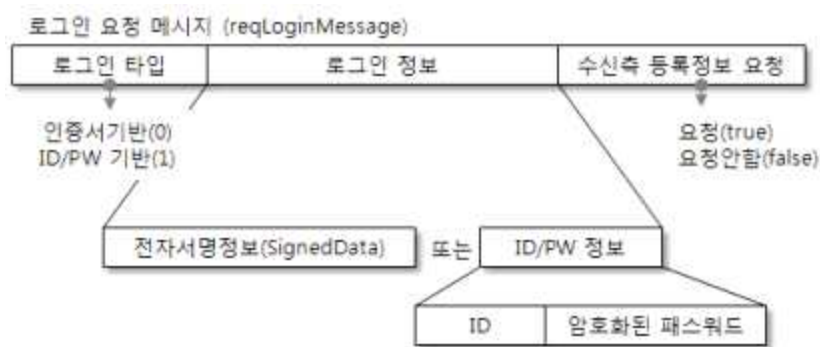 로그인 요청 메시지 (reqLoginMessage)
로그인 타입 로그인 정보 수신측 등록정보 요청
인증서기반(0) 요청(true)
ID/PW 기반(1) 요청안함(false)
전자서명정보(SignedData) 또는 ID/PW 정보
ID 암호화된 패스워드